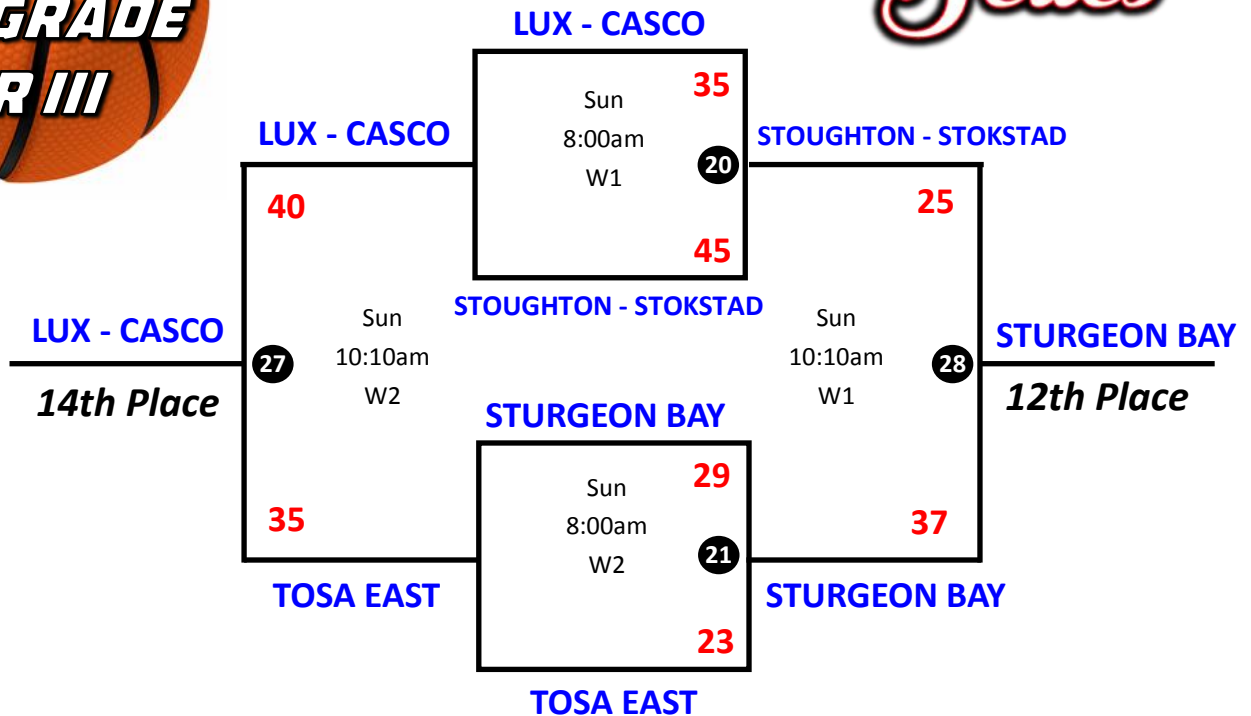 GRADE
R III
LUX - CASCO
35
Sun
8:00am
W1
20
45
STOUGHTON - STOKSTAD
LUX - CASCO
STOUGHTON - STOKSTAD
40
25
LUX - CASCO
27
14th Place
Sun
10:10am
W2
Sun
10:10am
W1
28
STURGEON BAY
12th Place
35
37
TOSA EAST
STURGEON BAY
STURGEON BAY
29
Sun
8:00am
W2
21
23
TOSA EAST